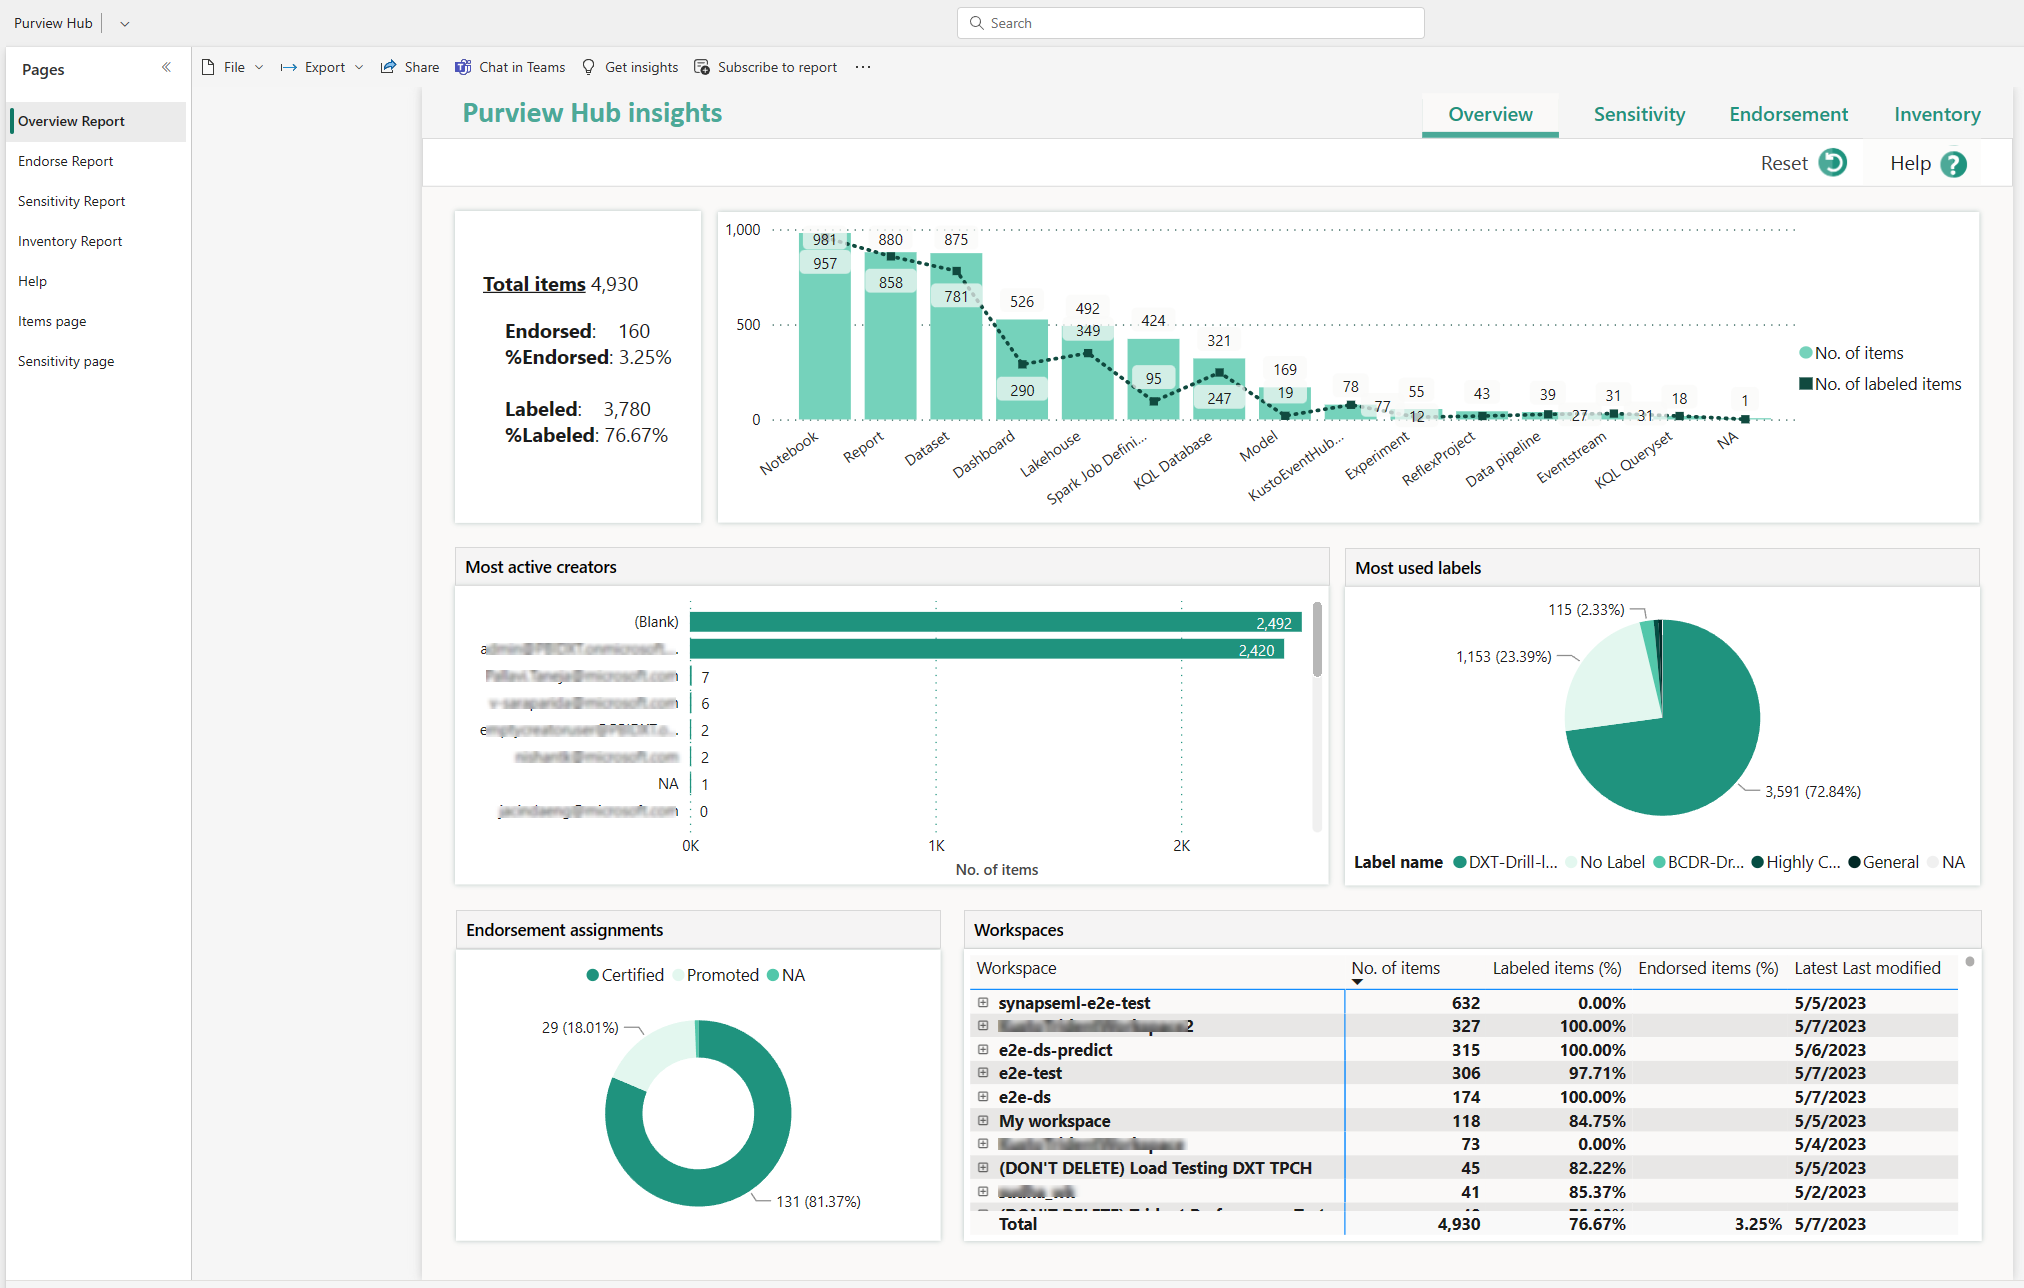 Purview Hub
Search
Pages
File
Export
Share
Chat in Teams
Get insights
Subscribe to report
Overview Report
Endorse Report
Sensitivity Report
Inventory Report
Help
Items page
Sensitivity page
Purview Hub insights
Overview
Sensitivity
Endorsement
Inventory
Reset
Help
Total items 4,930
Endorsed: 160
%Endorsed: 3.25%
Labeled: 3,780
%Labeled: 76.67%
1,000
500
0
981 880 875 526 492 424 321 169 78 55 43 39 31 18 1
957 858 781 290 349 95 247 19 77 12 27 31
Notebook
Report
Dataset
Dashboard
Lakehouse
Spark Job Defini...
KQL Database
Model
KustoEventHub...
Experiment
ReflexProject
Data pipeline
Eventstream
KQL Queryset
NA
No. of items
No. of labeled items
Most active creators
(Blank) 2,492
2,420
7
6
2
2
NA 1
0
0K 1K 2K
No. of items
Most used labels
115 (2.33%)
1,153 (23.39%)
3,591 (72.84%)
Label name DXT-Drill-l... No Label BCDR-Dr... Highly C... General NA
Endorsement assignments
Certified Promoted NA
29 (18.01%)
131 (81.37%)
Workspaces
Workspace No. of items Labeled items (%) Endorsed items (%) Latest Last modified
synapseml-e2e-test 632 0.00% 5/5/2023
327 100.00% 5/7/2023
e2e-ds-predict 315 100.00% 5/6/2023
e2e-test 306 97.71% 5/7/2023
e2e-ds 174 100.00% 5/7/2023
My workspace 118 84.75% 5/5/2023
73 0.00% 5/4/2023
(DON'T DELETE) Load Testing DXT TPCH 45 82.22% 5/5/2023
41 85.37% 5/2/2023
Total 4,930 76.67% 3.25% 5/7/2023